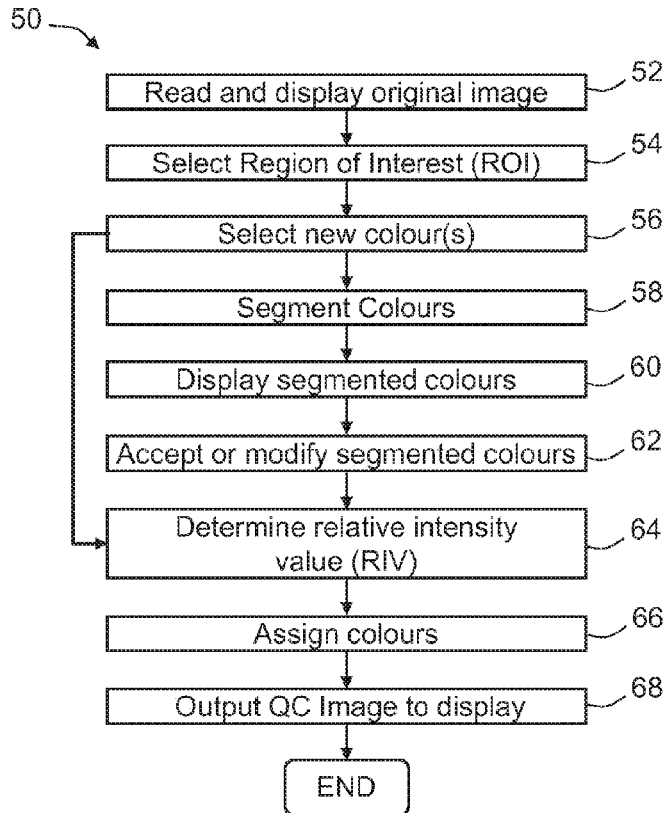 50
Read and display original image
52
Select Region of Interest (ROI)
54
Select new colour(s)
56
Segment Colours
58
Display segmented colours
60
Accept or modify segmented colours
62
Determine relative intensity
value (RIV)
64
Assign colours
66
Output QC Image to display
68
END